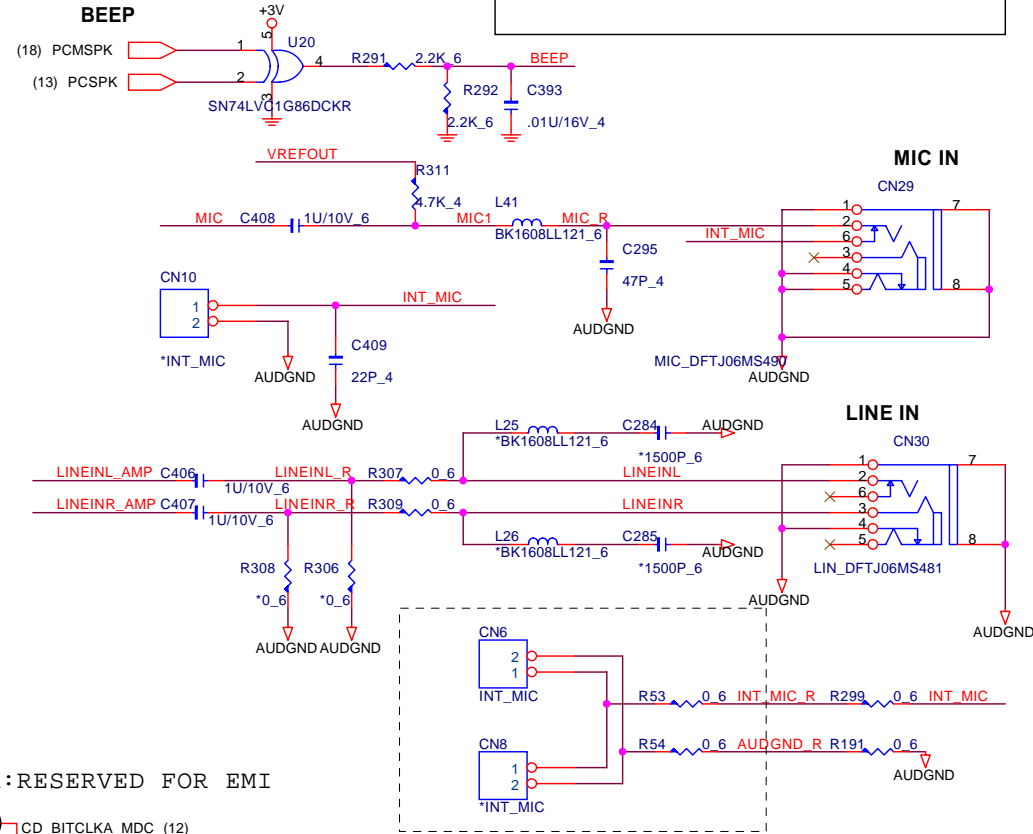 BEEP
+3V
(18) PCMSPK
1
5
U20
4
R291
2.2K_6
BEEP
(13) PCSPK
2
3
SN74LVC1G86DCKR
R292
2.2K_6
C393
.01U/16V_4
VREFOUT
R311
4.7K_4
MIC IN
CN29
MIC
C408
1U/10V_6
MIC1
L41
BK1608LL121_6
MIC_R
INT_MIC
C295
47P_4
AUDGND
1
2
6
3
4
5
7
8
MIC_DFTJ06MS490
AUDGND
CN10
1
2
*INT_MIC
INT_MIC
AUDGND
C409
22P_4
AUDGND
LINE IN
CN30
L25
*BK1608LL121_6
C284
*1500P_6
AUDGND
LINEINL_AMP
C406
1U/10V_6
LINEINL_R
R307
0_6
LINEINL
LINEINR_AMP
C407
1U/10V_6
LINEINR_R
R309
0_6
LINEINR
L26
*BK1608LL121_6
C285
*1500P_6
AUDGND
1
2
6
3
4
5
7
8
LIN_DFTJ06MS481
AUDGND
AUDGND
R308
*0_6
R306
*0_6
AUDGND
AUDGND
CN6
2
1
INT_MIC
R53
0_6
INT_MIC_R
R299
0_6
INT_MIC
CN8
1
2
*INT_MIC
R54
0_6
AUDGND_R
R191
0_6
AUDGND
:RESERVED FOR EMI
CD BITCLKA MDC (12)